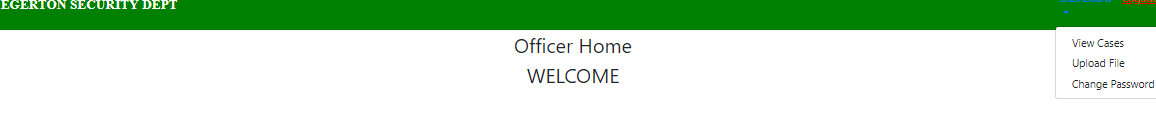 EGERTON SECURITY DEPT
Officer Home
WELCOME
View Cases
Upload File
Change Password